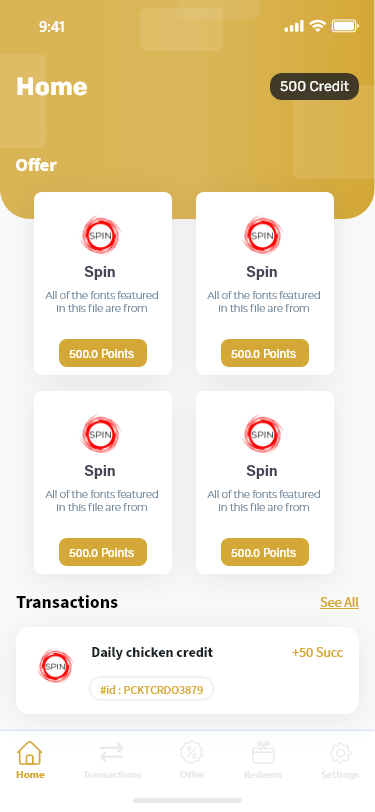 9:41
Home
500 Credit
Offer
SPIN
SPIN
Spin
Spin
All of the fonts featured
in this file are from
All of the fonts featured
in this file are from
500.0 Points
500.0 Points
SPIN
SPIN
Spin
Spin
All of the fonts featured
in this file are from
All of the fonts featured
in this file are from
500.0 Points
500.0 Points
Transactions
See All
SPIN
Daily chicken credit
+50 Succ
#id : PCKTCRDO3879
Home
Transactions
Offer
Redeem
Settings